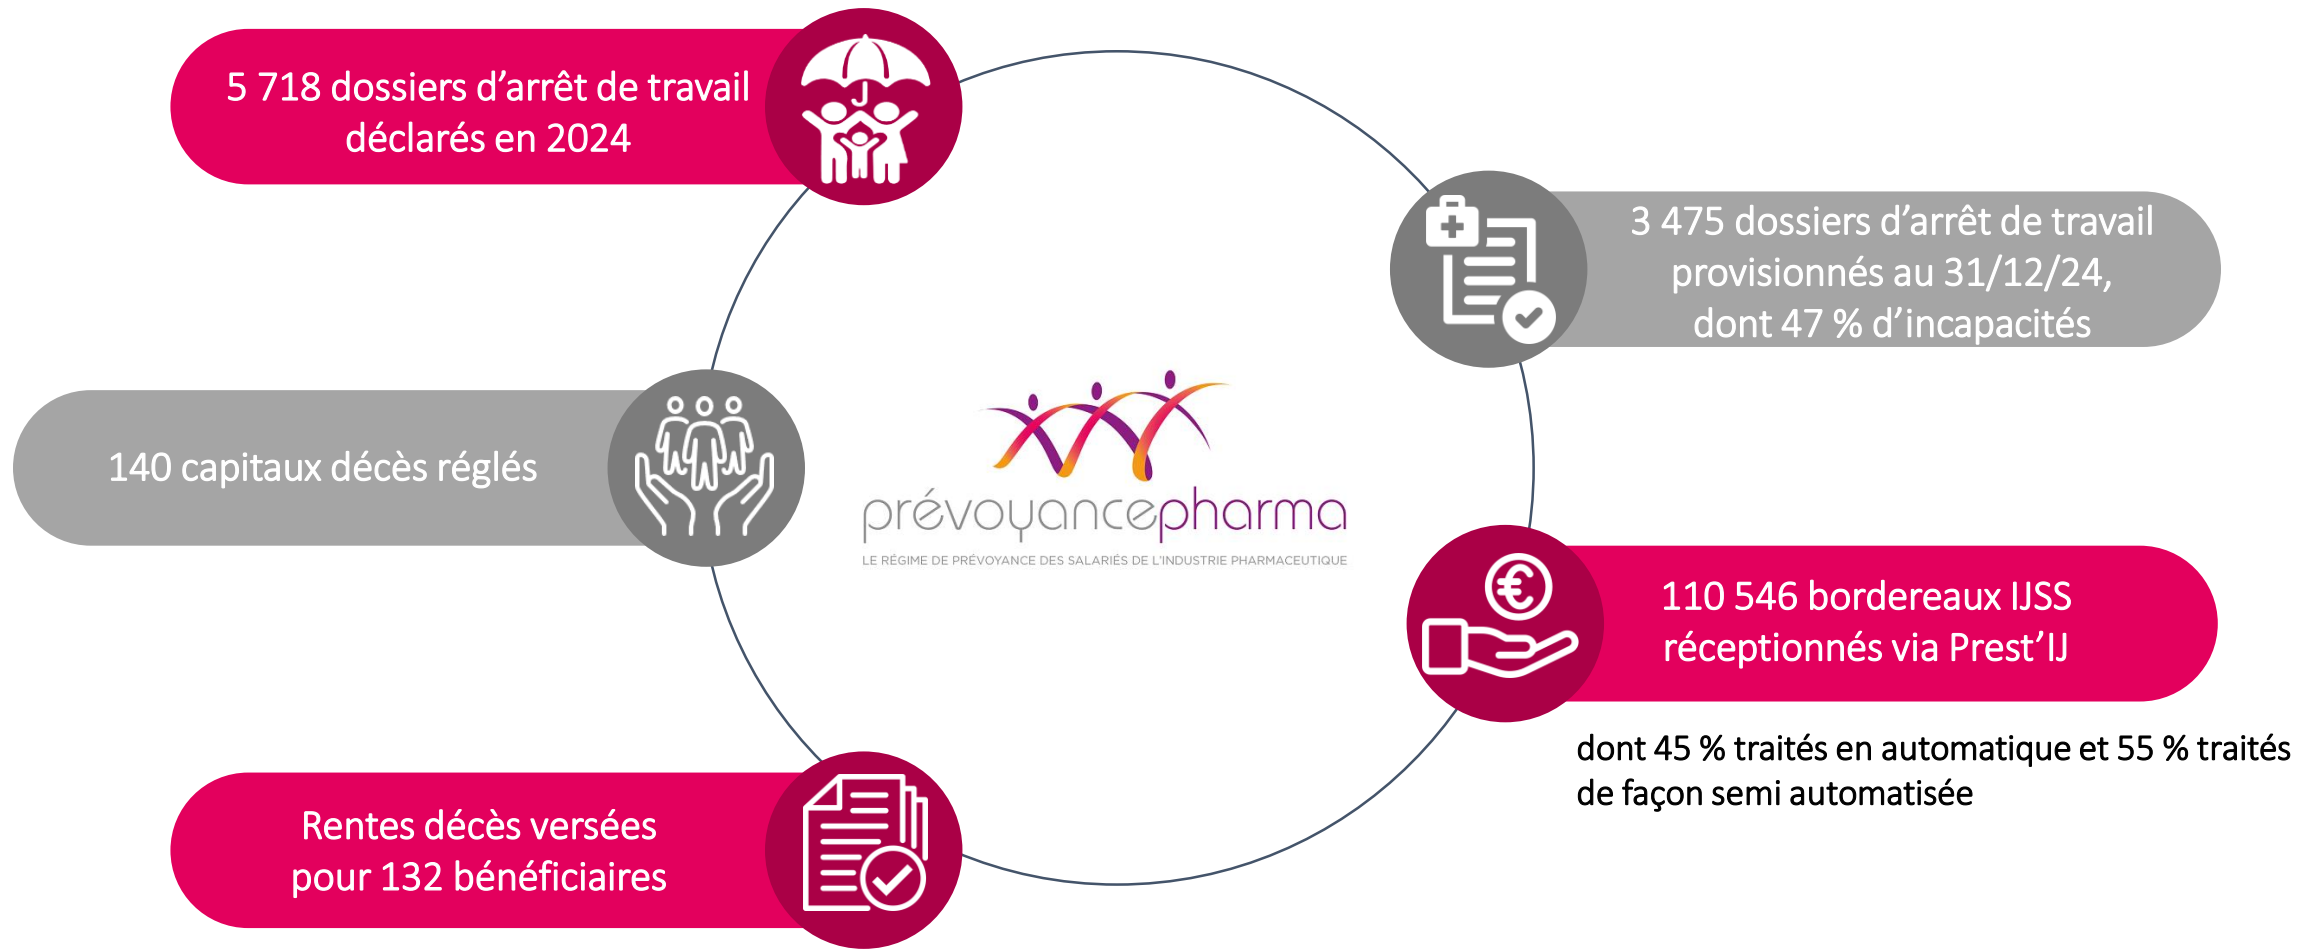 5 718 dossiers d’arrêt de travail
déclarés en 2024
3 475 dossiers d’arrêt de travail
provisionnés au 31/12/24,
dont 47 % d’incapacités
140 capitaux décès réglés
prévoyancepharma
LE RÉGIME DE PRÉVOYANCE DES SALARIÉS DE L’INDUSTRIE PHARMACEUTIQUE
110 546 bordereaux IJSS
réceptionnés via Prest’IJ
dont 45 % traités en automatique et 55 % traités
de façon semi automatisée
Rentes décès versées
pour 132 bénéficiaires